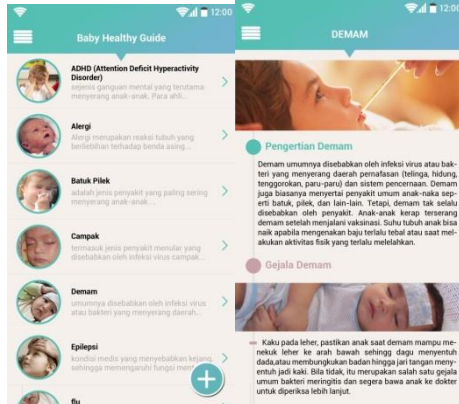 12:00
Baby Healthy Guide
ADHD (Attention Deficit Hyperactivity
Disorder)
sejenis ganguan mental yang terutama
menyerang anak-anak. Para ahli...
Alergi
Alergi merupakan reaksi tubuh yang
berliebihan terhadap benda asing...
Batuk Pilek
adalah jenis penyakit yang paling sering
menyerang anak-anak....
Campak
termasuk jenis penyakit menular yang
disebabkan oleh infeksi virus campak...
Demam
umumnya disebabkan oleh infeksi virus
atau bakteri yang menyerang daerah...
Epilepsi
kundisi medis yang menyebabkan kejang,
sehingga memengaruhi fungsi
flu
12:00
DEMAM
Pengertian Demam
Demam umumnya disebabkan oleh infeksi virus atau bak-
teri yang menyerang daerah pernafasan (telinga, hidung,
tenggorokan, paru-paru) dan sistem pencernaan. Demam
juga biasanya menyertai penyakit umum anak-naka sep-
erti batuk, pilek, dan lain-lain. Tetapi, demam tak selalu
disebabkan oleh penyakit. Anak-anak kerap terserang
demam setelah menjalani vaksinasi. Suhu tubuh anak bisa
naik apabila mengenakan baju terlalu tebal atau saat mel-
akukan aktivitas fisik yang terlalu melelahkan.
Gejala Demam
Kaku pada leher, pastikan anak saat demam mampu me-
nekuk leher ke arah bawah sehingg dagu menyentuh
dada,atau membungkukan badan hingga jari tangan meny-
entuh jadi kaki. Bila tidak, itu merupakan salah satu gejala
umum bakteri meningitis dan segera bawa anak ke dokter
untuk diperiksa lebih lanjut.